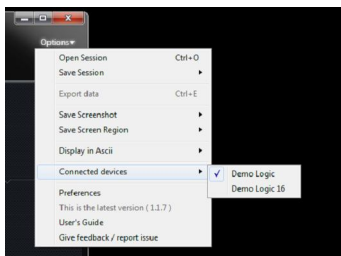 Options▾
Open Session Ctrl+O
Save Session
Export data Ctrl+E
Save Screenshot
Save Screen Region
Display in Ascii
Connected devices
✓ Demo Logic
Demo Logic 16
Preferences
This is the latest version ( 1.1.7 )
User's Guide
Give feedback / report issue